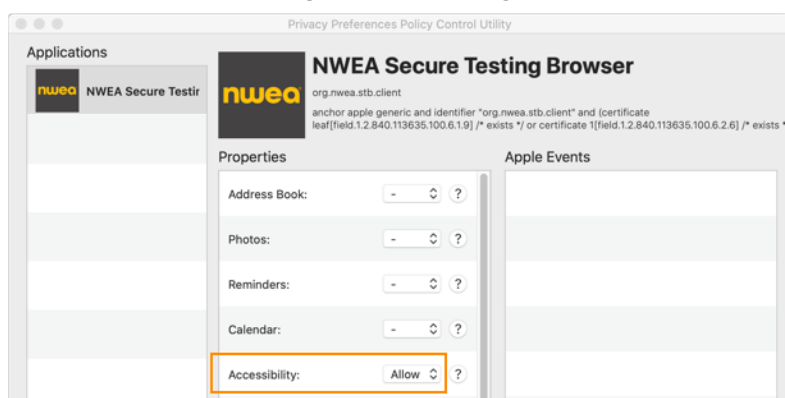 Privacy Preferences Policy Control Utility
Applications
nwea NWEA Secure Testir
nwea
NWEA Secure Testing Browser
org.nwea.stb.client
anchor apple generic and identifier "org.nwea.stb.client" and (certificate
leaf[field.1.2.840.113635.100.6.1.9] /* exists */ or certificate 1[field.1.2.840.113635.100.6.2.6] /* exists *
Properties
Apple Events
Address Book: - ?
Photos: - ?
Reminders: - ?
Calendar: - ?
Accessibility: Allow ?